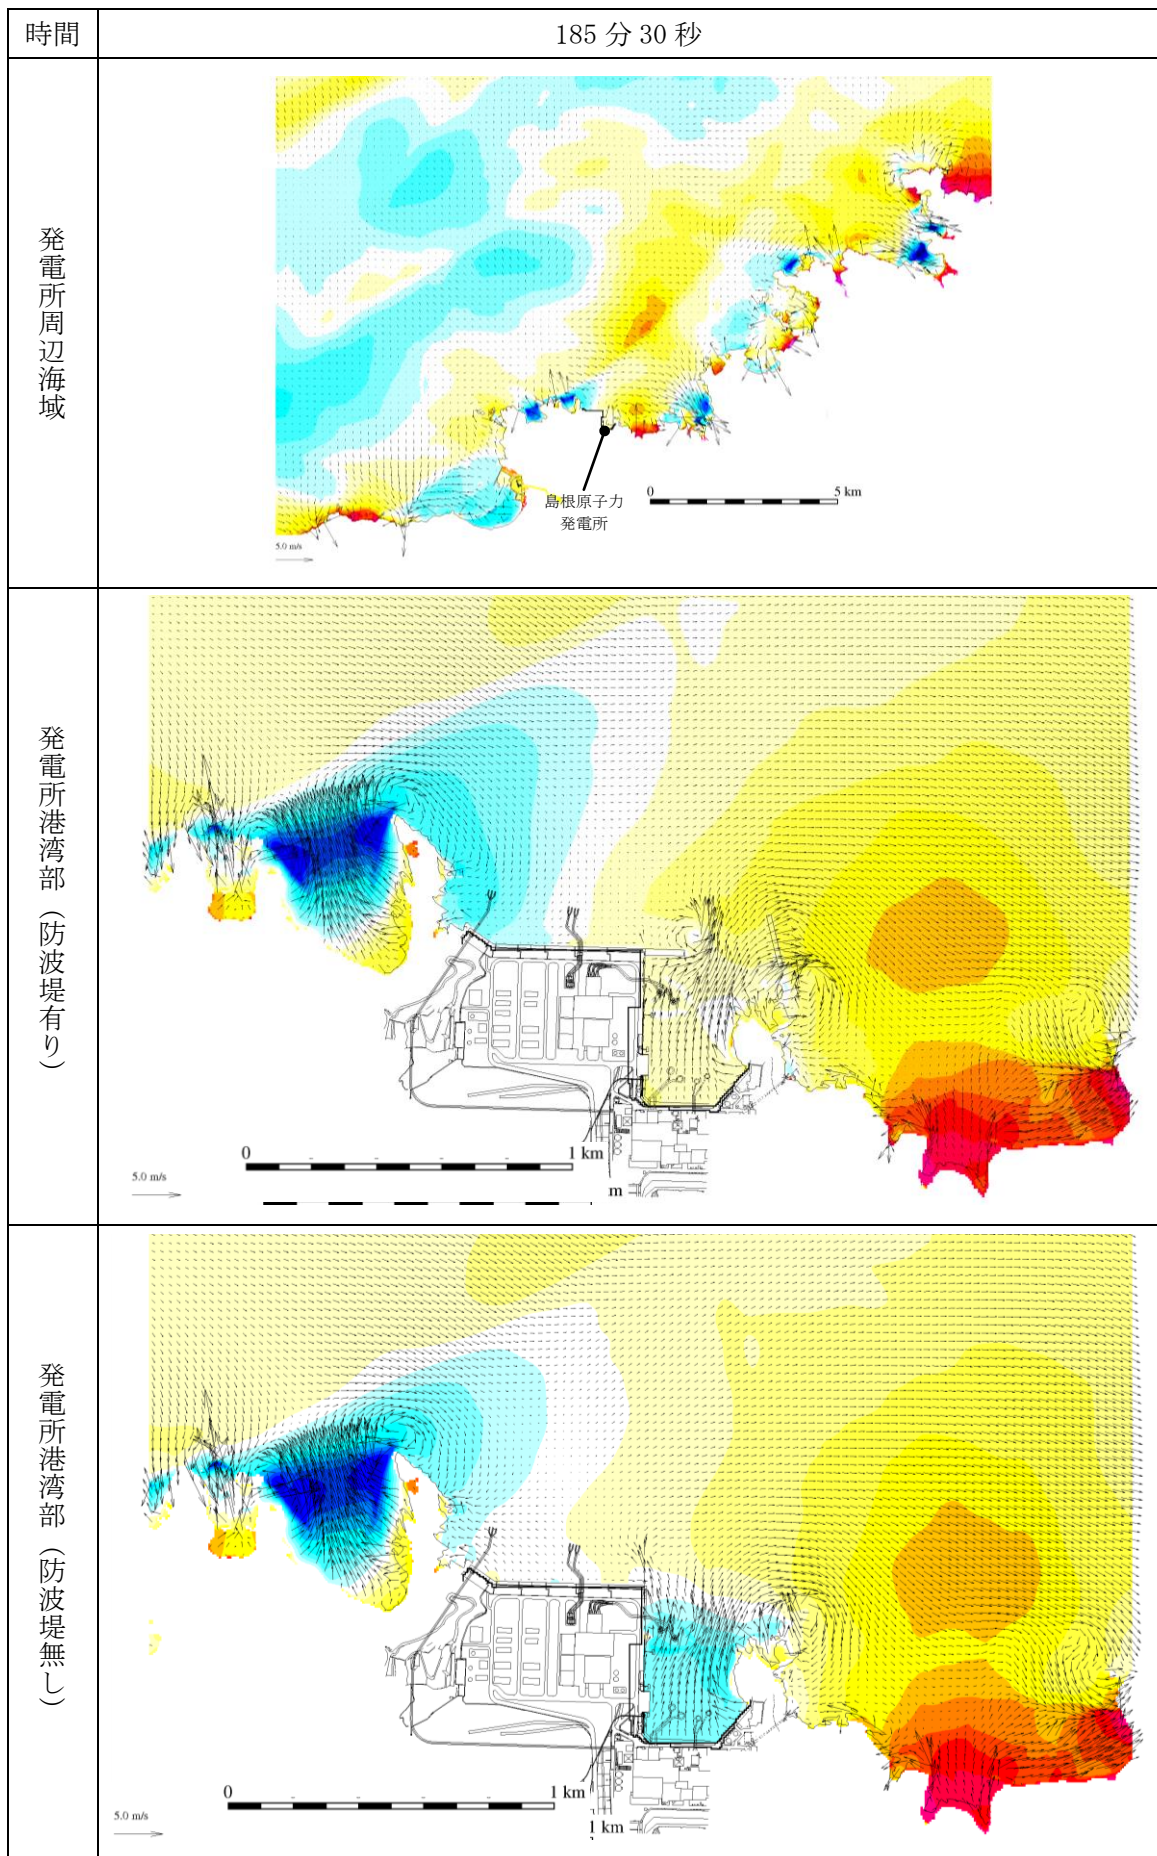 時間
185 分 30 秒
発電所周辺海域
島根原子力
発電所
0 5 km
5.0 m/s
発電所港湾部（防波堤有り）
0 1 km
5.0 m/s
m
発電所港湾部（防波堤無し）
0 1 km
5.0 m/s
1 km